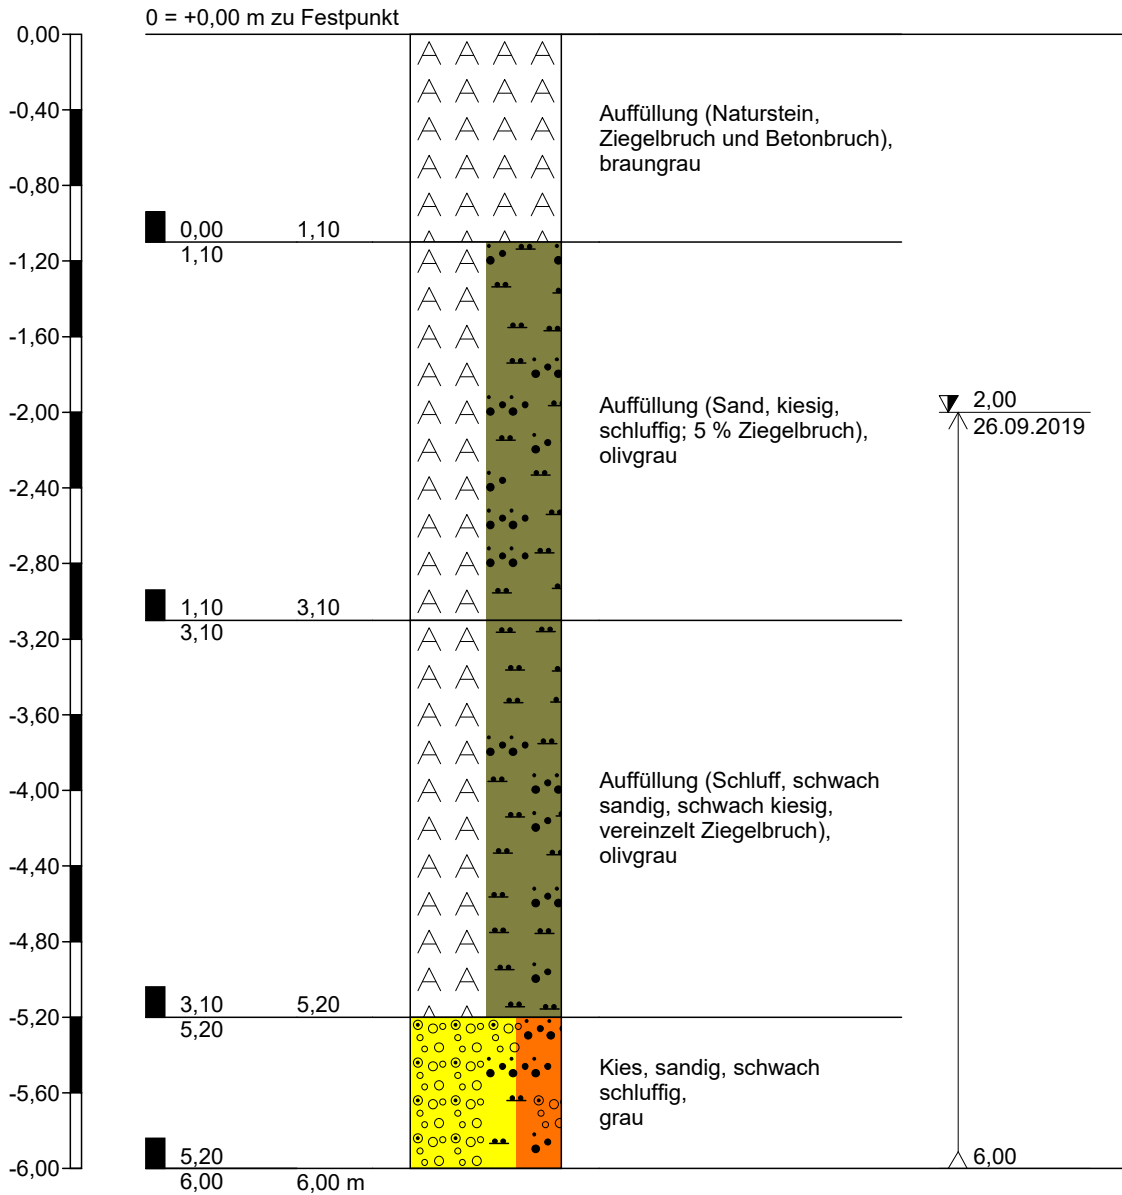 0 = +0,00 m zu Festpunkt
0,00
-0,40
Auffüllung (Naturstein,
Ziegelbruch und Betonbruch),
braungrau
-0,80
0,00 1,10
1,10
-1,20
-1,60
-2,00
Auffüllung (Sand, kiesig,
schluffig; 5 % Ziegelbruch),
olivgrau
2,00
26.09.2019
-2,40
-2,80
1,10 3,10
3,10
-3,20
-3,60
-4,00
Auffüllung (Schluff, schwach
sandig, schwach kiesig,
vereinzelt Ziegelbruch),
olivgrau
-4,40
-4,80
3,10 5,20
5,20
-5,20
Kies, sandig, schwach
schluffig,
grau
-5,60
5,20
6,00
-6,00
6,00 6,00 m